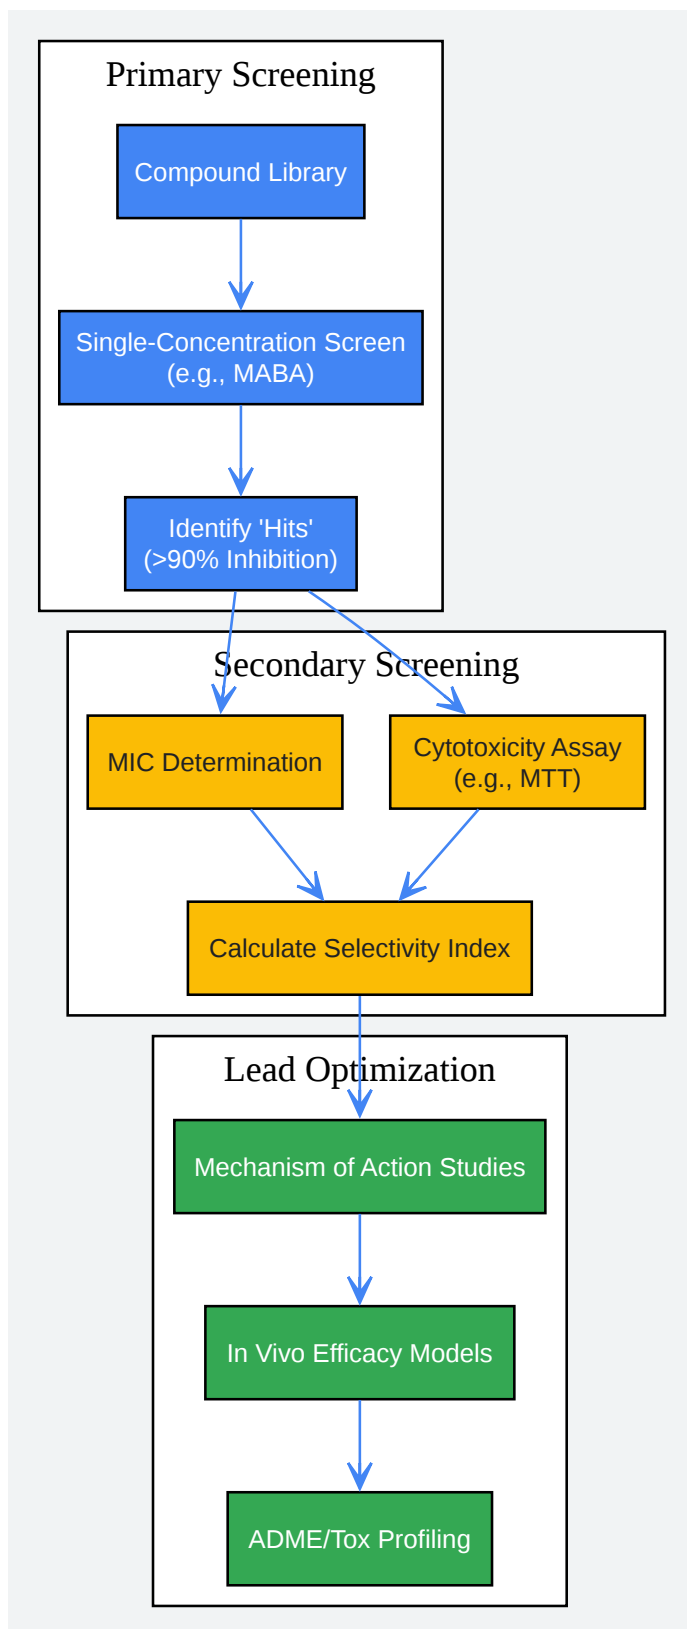 Primary Screening
Compound Library
Single-Concentration Screen
(e.g., MABA)
Identify 'Hits'
(>90% Inhibition)
Secondary Screening
MIC Determination
Cytotoxicity Assay
(e.g., MTT)
Calculate Selectivity Index
Lead Optimization
Mechanism of Action Studies
In Vivo Efficacy Models
ADME/Tox Profiling